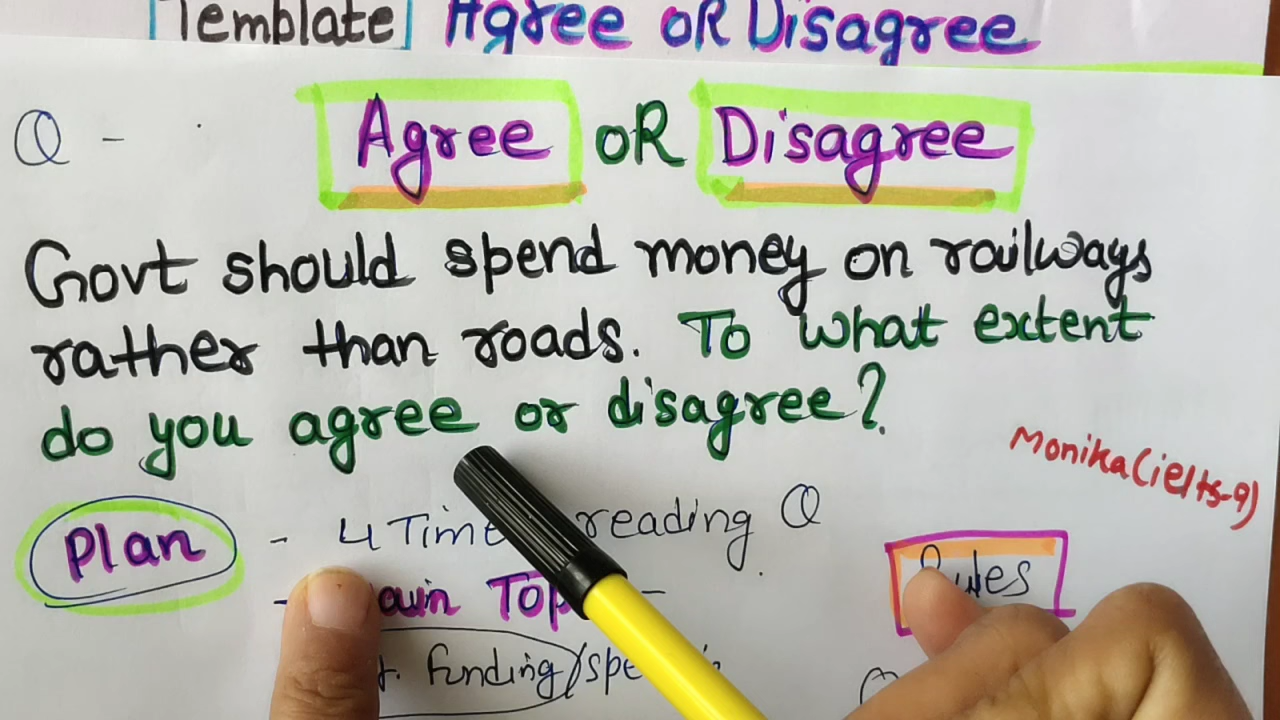 Template Agree oR Disagree
Q - Agree oR Disagree
Govt should spend money on railways
rather than roads. To what extent
do you agree or disagree?
Monika (ielts-9)
Plan - 4 Time reading Q
Rules
funding/